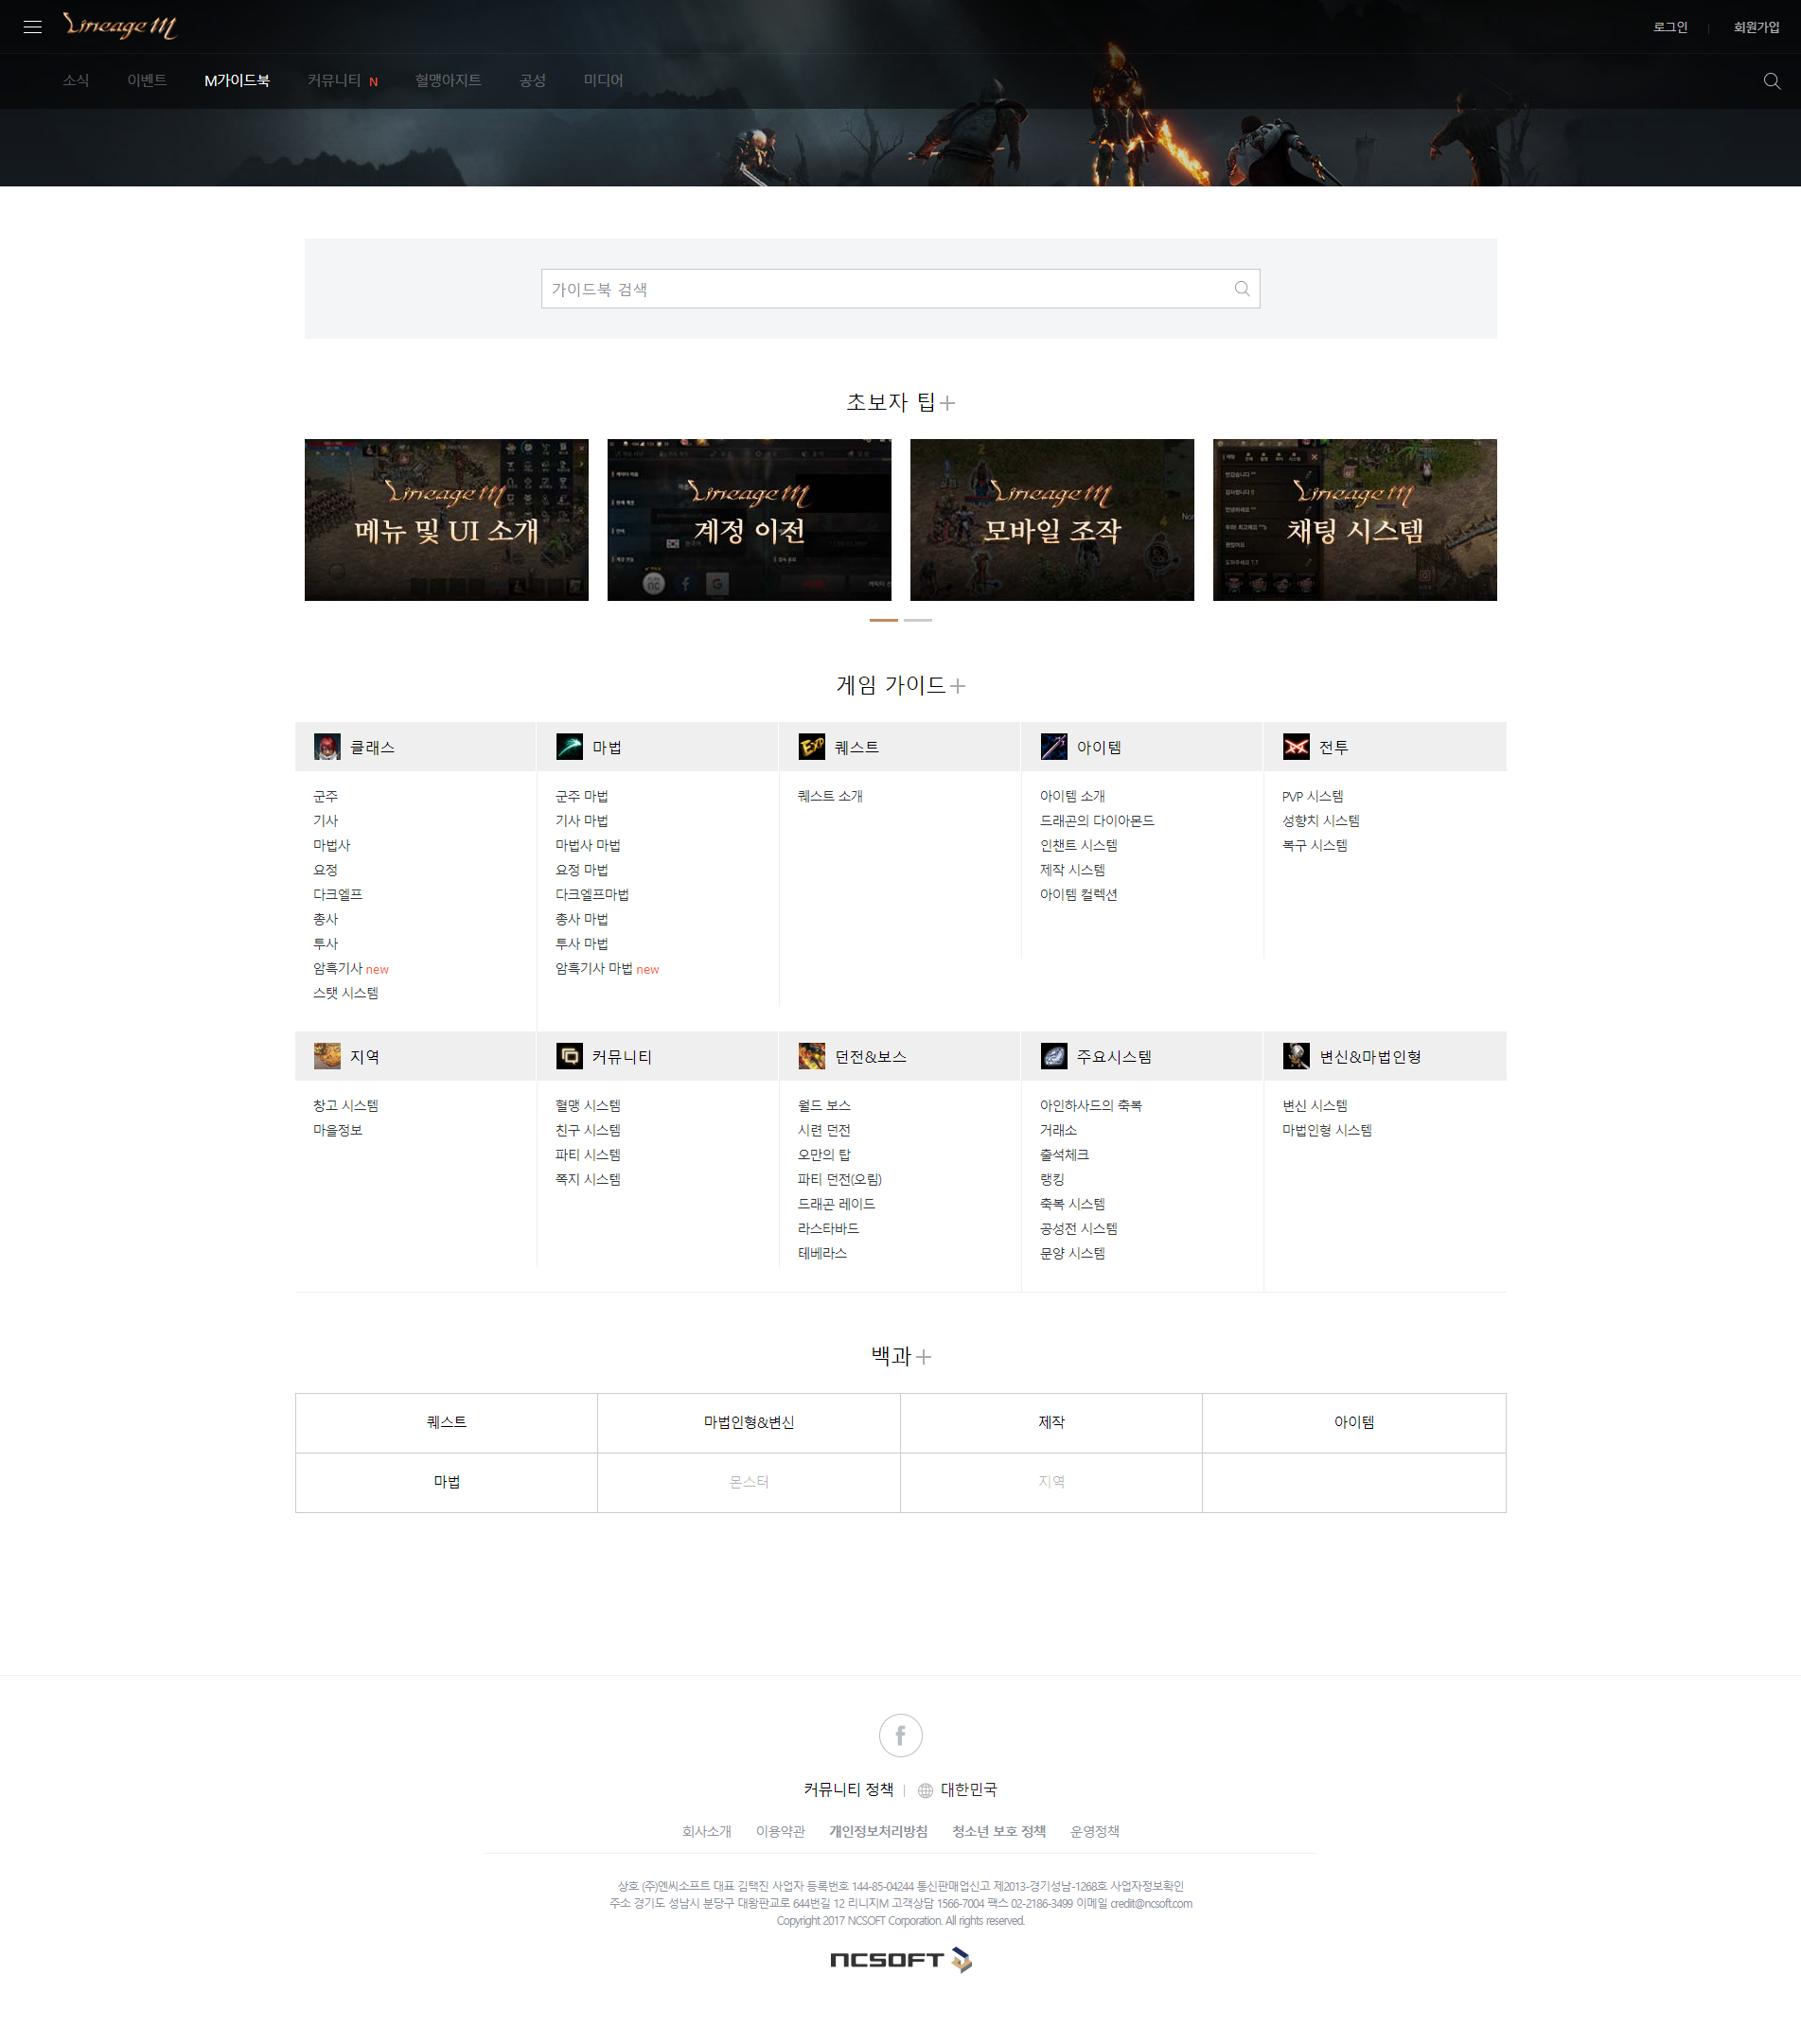 Lineage M
로그인
회원가입
소식 이벤트 M가이드북 커뮤니티 N 혈맹아지트 공성 미디어
가이드북 검색
초보자 팁
Lineage M
메뉴 및 UI 소개
Lineage M
계정 이전
Lineage M
모바일 조작
Lineage M
채팅 시스템
게임 가이드
클래스
군주
기사
마법사
요정
다크엘프
총사
투사
암흑기사 new
스탯 시스템
마법
군주 마법
기사 마법
마법사 마법
요정 마법
다크엘프마법
총사 마법
투사 마법
암흑기사 마법 new
퀘스트
퀘스트 소개
아이템
아이템 소개
드래곤의 다이아몬드
인챈트 시스템
제작 시스템
아이템 컬렉션
전투
PVP 시스템
성향치 시스템
복구 시스템
지역
창고 시스템
마을정보
커뮤니티
혈맹 시스템
친구 시스템
파티 시스템
쪽지 시스템
던전&보스
월드 보스
시련 던전
오만의 탑
파티 던전(오림)
드래곤 레이드
라스타바드
테베라스
주요시스템
아인하사드의 축복
거래소
출석체크
랭킹
축복 시스템
공성전 시스템
문양 시스템
변신&마법인형
변신 시스템
마법인형 시스템
백과
퀘스트 마법인형&변신 제작 아이템
마법 몬스터 지역
커뮤니티 정책 대한민국
회사소개 이용약관 개인정보처리방침 청소년 보호 정책 운영정책
상호 (주)엔씨소프트 대표 김택진 사업자 등록번호 144-85-04244 통신판매업신고 제2013-경기성남-1268호 사업자정보확인
주소 경기도 성남시 분당구 대왕판교로 644번길 12 리니지M 고객상담 1566-7004 팩스 02-2186-3499 이메일 credit@ncsoft.com
Copyright 2017 NCSOFT Corporation. All rights reserved.
NCSOFT